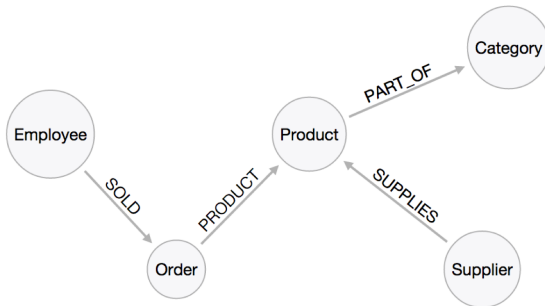 Category
PART_OF
Employee
Product
SOLD
PRODUCT
SUPPLIES
Order
Supplier